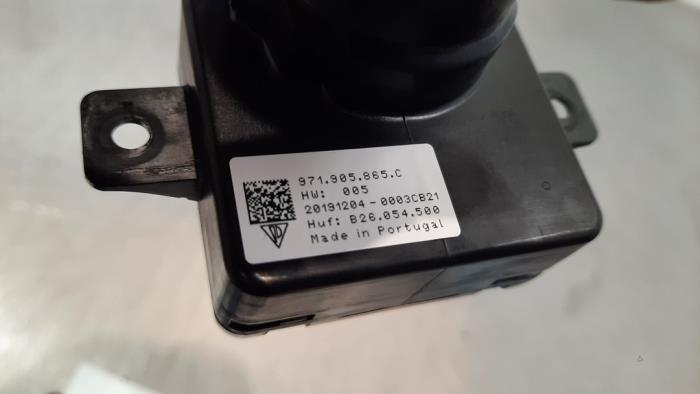 971.905.865.C
HW: 005
20191204-0003CB21
Huf: B26.054.500
Made in Portugal